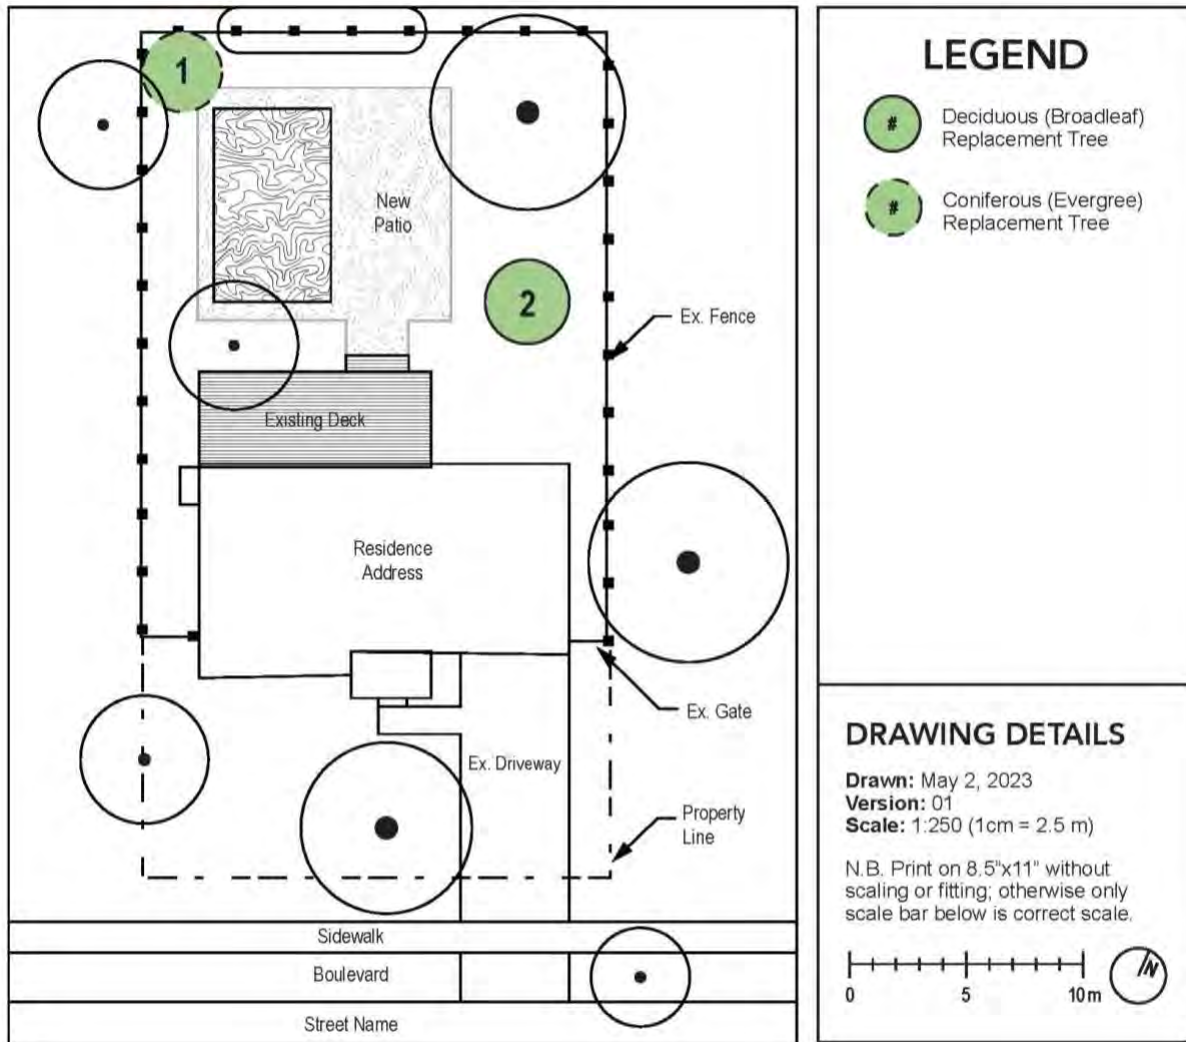 1
New
Patio
2
Ex. Fence
Existing Deck
Residence
Address
Ex. Gate
Ex. Driveway
Property
Line
Sidewalk
Boulevard
Street Name
LEGEND
#
Deciduous (Broadleaf)
Replacement Tree
#
Coniferous (Evergree)
Replacement Tree
DRAWING DETAILS
Drawn: May 2, 2023
Version: 01
Scale: 1:250 (1cm = 2.5 m)
N.B. Print on 8.5"x11" without
scaling or fitting; otherwise only
scale bar below is correct scale.
0 5 10m
N